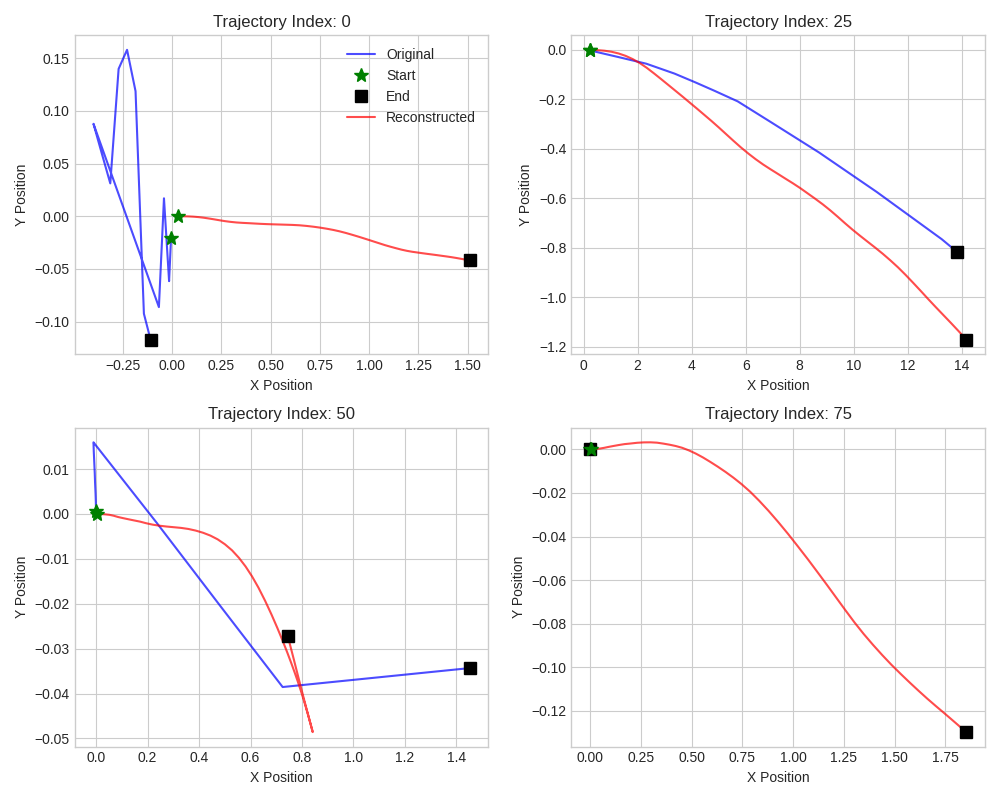 Trajectory Index: 0
Y Position
0.15
0.10
0.05
0.00
−0.05
−0.10
Original
Start
End
Reconstructed
−0.25 0.00 0.25 0.50 0.75 1.00 1.25 1.50
X Position
Trajectory Index: 25
Y Position
0.0
−0.2
−0.4
−0.6
−0.8
−1.0
−1.2
0 2 4 6 8 10 12 14
X Position
Trajectory Index: 50
Y Position
0.01
0.00
−0.01
−0.02
−0.03
−0.04
−0.05
0.0 0.2 0.4 0.6 0.8 1.0 1.2 1.4
X Position
Trajectory Index: 75
Y Position
0.00
−0.02
−0.04
−0.06
−0.08
−0.10
−0.12
0.00 0.25 0.50 0.75 1.00 1.25 1.50 1.75
X Position